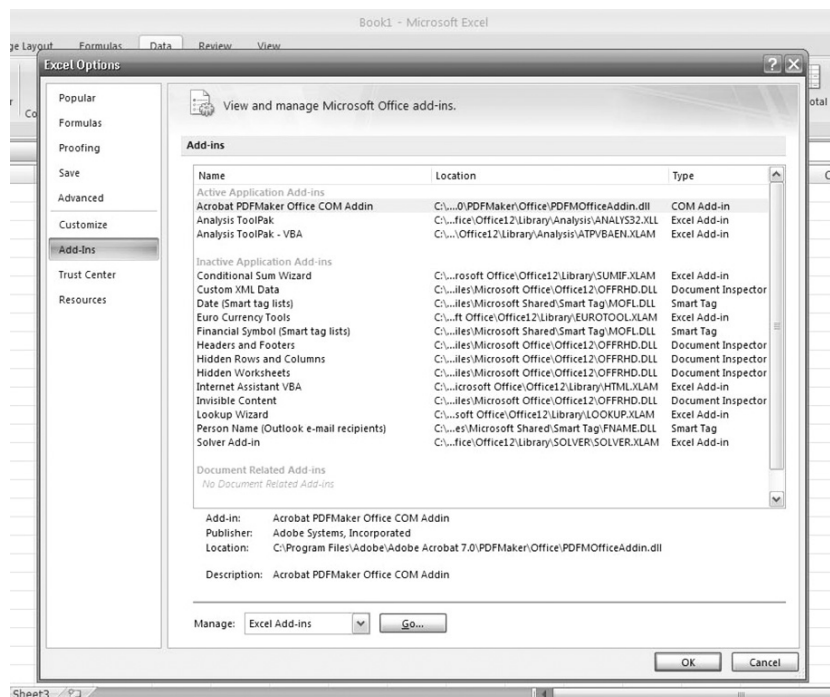 Book1 - Microsoft Excel
ge Layout Formulas Data Review View
Excel Options
otal
Co
Popular
Formulas
Proofing
Save
Advanced
Customize
Add-Ins
Trust Center
Resources
View and manage Microsoft Office add-ins.
Add-ins
Name Location Type
Active Application Add-ins
Acrobat PDFMaker Office COM Addin C:\....0\PDFMaker\Office\PDFMOfficeAddin.dll COM Add-in
Analysis ToolPak C:\...fice\Office12\Library\Analysis\ANALYS32.XLL Excel Add-in
Analysis ToolPak - VBA C:\...\Office12\Library\Analysis\ATPVBAEN.XLAM Excel Add-in
Inactive Application Add-ins
Conditional Sum Wizard C:\...rosoft Office\Office12\Library\SUMIF.XLAM Excel Add-in
Custom XML Data C:\...iles\Microsoft Office\Office12\OFFRHD.DLL Document Inspector
Date (Smart tag lists) C:\...iles\Microsoft Shared\Smart Tag\MOFL.DLL Smart Tag
Euro Currency Tools C:\...ft Office\Office12\Library\EUROTOOL.XLAM Excel Add-in
Financial Symbol (Smart tag lists) C:\...iles\Microsoft Shared\Smart Tag\MOFL.DLL Smart Tag
Headers and Footers C:\...iles\Microsoft Office\Office12\OFFRHD.DLL Document Inspector
Hidden Rows and Columns C:\...iles\Microsoft Office\Office12\OFFRHD.DLL Document Inspector
Hidden Worksheets C:\...iles\Microsoft Office\Office12\OFFRHD.DLL Document Inspector
Internet Assistant VBA C:\...icrosoft Office\Office12\Library\HTML.XLAM Excel Add-in
Invisible Content C:\...iles\Microsoft Office\Office12\OFFRHD.DLL Document Inspector
Lookup Wizard C:\...soft Office\Office12\Library\LOOKUP.XLAM Excel Add-in
Person Name (Outlook e-mail recipients) C:\...es\Microsoft Shared\Smart Tag\FNAME.DLL Smart Tag
Solver Add-in C:\...fice\Office12\Library\SOLVER\SOLVER.XLAM Excel Add-in
Document Related Add-ins
No Document Related Add-ins
Add-in: Acrobat PDFMaker Office COM Addin
Publisher: Adobe Systems, Incorporated
Location: C:\Program Files\Adobe\Adobe Acrobat 7.0\PDFMaker\Office\PDFMOfficeAddin.dll
Description: Acrobat PDFMaker Office COM Addin
Manage: Excel Add-ins Go...
OK Cancel
Sheet3